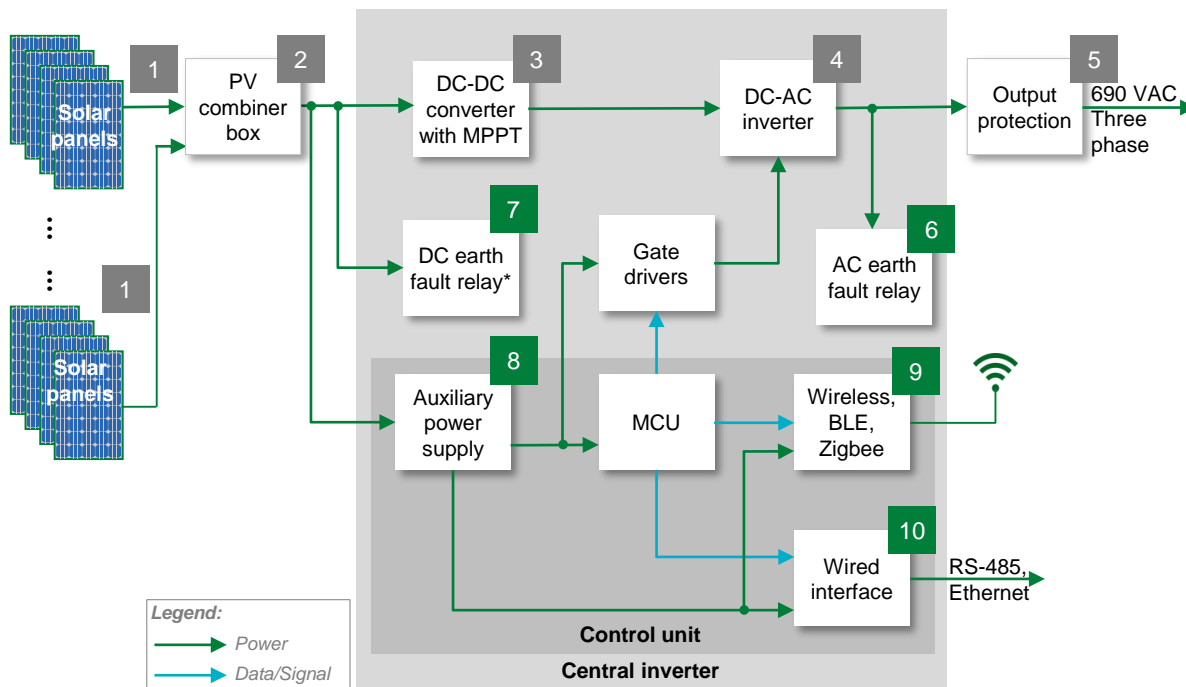 1
Solar
panels
2
PV
combiner
box
3
DC-DC
converter
with MPPT
4
DC-AC
inverter
5
Output
protection
690 VAC
Three
phase
1
Solar
panels
7
DC earth
fault relay*
Gate
drivers
6
AC earth
fault relay
8
Auxiliary
power
supply
MCU
9
Wireless,
BLE,
Zigbee
10
Wired
interface
RS-485,
Ethernet
Control unit
Central inverter
Legend:
Power
Data/Signal